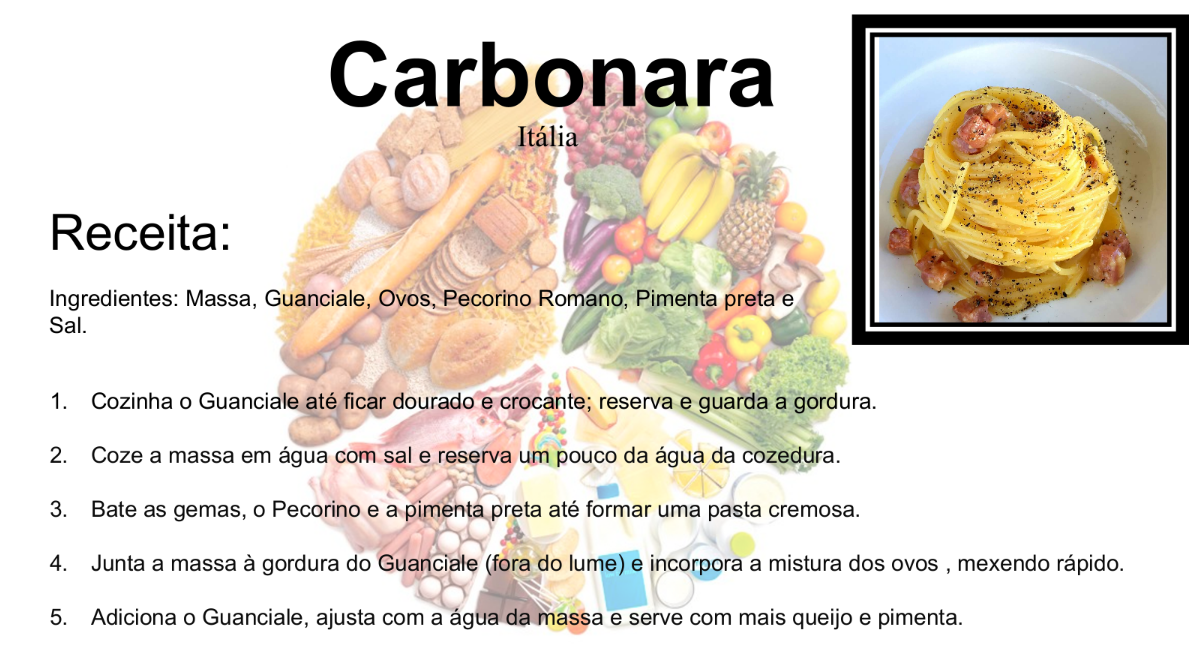 Carbonara
Itália
Receita:
Ingredientes: Massa, Guanciale, Ovos, Pecorino Romano, Pimenta preta e
Sal.
1. Cozinha o Guanciale até ficar dourado e crocante; reserva e guarda a gordura.
2. Coze a massa em água com sal e reserva um pouco da água da cozedura.
3. Bate as gemas, o Pecorino e a pimenta preta até formar uma pasta cremosa.
4. Junta a massa à gordura do Guanciale (fora do lume) e incorpora a mistura dos ovos , mexendo rápido.
5. Adiciona o Guanciale, ajusta com a água da massa e serve com mais queijo e pimenta.